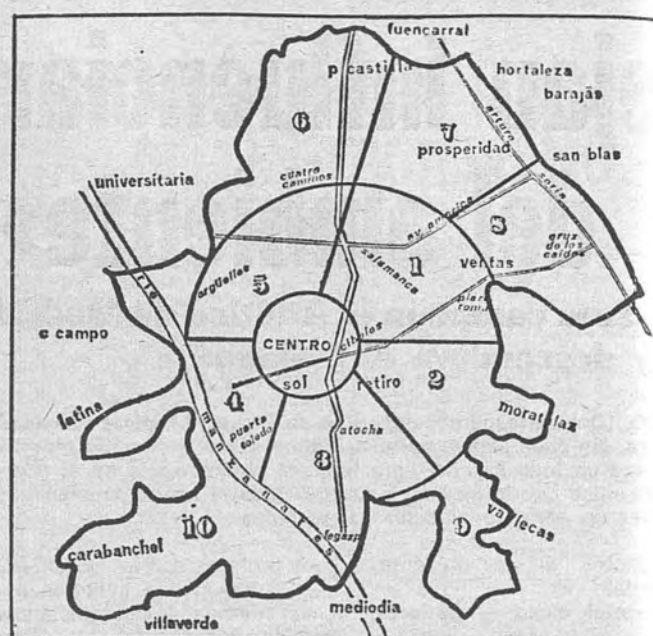 fuencarral
p castilla
hortaleza
barajas
6
7
arturo
prosperidad
san blas
universitaria
cuatro
caminos
soria
av america
8
cruz
de los
caidos
salamanca
1
ventas
rio
argüelles
5
plaza
roma
c campo
CENTRO
cibeles
sol
retiro
2
4
latina
puerta
toledo
atocha
moratalaz
manzanares
3
vallecas
10
9
legazpi
carabanchel
mediodia
villaverde